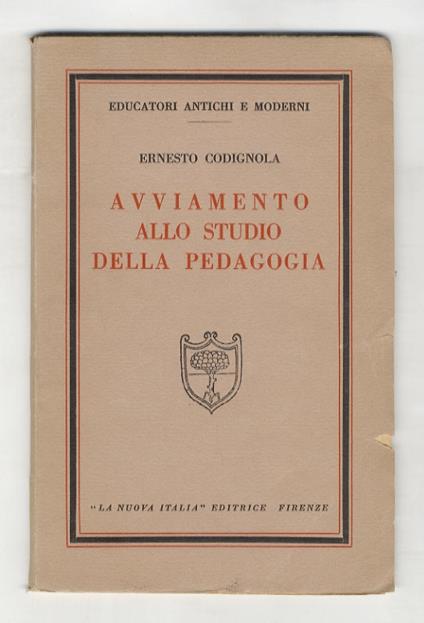 EDUCATORI ANTICHI E MODERNI
ERNESTO CODIGNOLA
AVVIAMENTO
ALLO STUDIO
DELLA PEDAGOGIA
"LA NUOVA ITALIA" EDITRICE FIRENZE